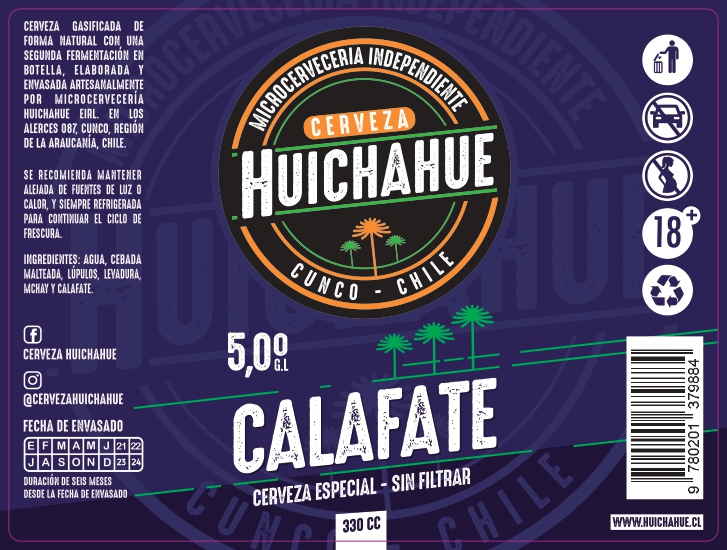 CERVEZA GASIFICADA DE
FORMA NATURAL CON UNA
SEGUNDA FERMENTACIÓN EN
BOTELLA, ELABORADA Y
ENVASADA ARTESANALMENTE
POR MICROCERVECERÍA
HUICHAHUE EIRL. EN LOS
ALERCES 087, CUNCO, REGIÓN
DE LA ARAUCANÍA, CHILE.
SE RECOMIENDA MANTENER
ALEJADA DE FUENTES DE LUZ O
CALOR, Y SIEMPRE REFRIGERADA
PARA CONTINUAR EL CICLO DE
FRESCURA.
INGREDIENTES: AGUA, CEBADA
MALTEADA, LÚPULOS, LEVADURA,
MCHAY Y CALAFATE.
CERVEZA HUICHAHUE
@CERVEZAHUICHAHUE
FECHA DE ENVASADO
E F M A M J 21 22
J A S O N D 23 24
DURACIÓN DE SEIS MESES
DESDE LA FECHA DE ENVASADO
MICROCERVECERIA INDEPENDIENTE
CERVEZA
HUICHAHUE
CUNCO - CHILE
5,0º
G.L
CALAFATE
CERVEZA ESPECIAL - SIN FILTRAR
330 CC
18+
9 780201 379884
WWW.HUICHAHUE.CL